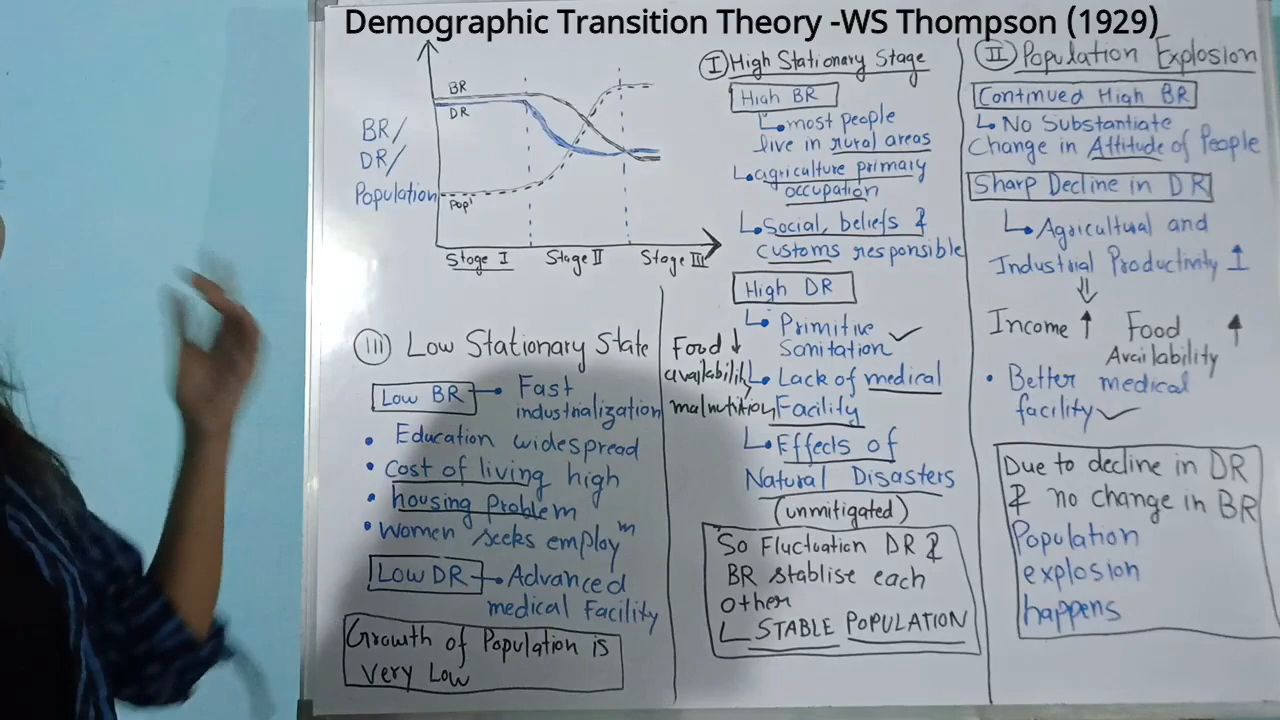 Demographic Transition Theory -WS Thompson (1929)
BR
DR
BR/
DR/
Population
Popⁿ
Stage I Stage II Stage III
I High Stationary Stage
High BR
most people
live in rural areas
agriculture primary
occupation
Social, beliefs &
customs responsible
High DR
Primitive
Sanitation
Lack of medical
Facility
Food ↓
availability
malnutrition
Effects of
Natural Disasters
(unmitigated)
So Fluctuation DR &
BR stablise each
other
STABLE POPULATION
II Population Explosion
Continued High BR
No Substantiate
Change in Attitude of People
Sharp Decline in DR
Agricultural and
Industrial Productivity ↑
⇓
Income ↑ Food ↑
Availability
• Better medical
facility ✓
Due to decline in DR
& no change in BR
Population
explosion
happens
III Low Stationary State
Low BR → Fast
industrialization
• Education widespread
• Cost of living high
• housing problem
• Women seeks employᵐ
Low DR → Advanced
medical Facility
Growth of Population is
Very Low